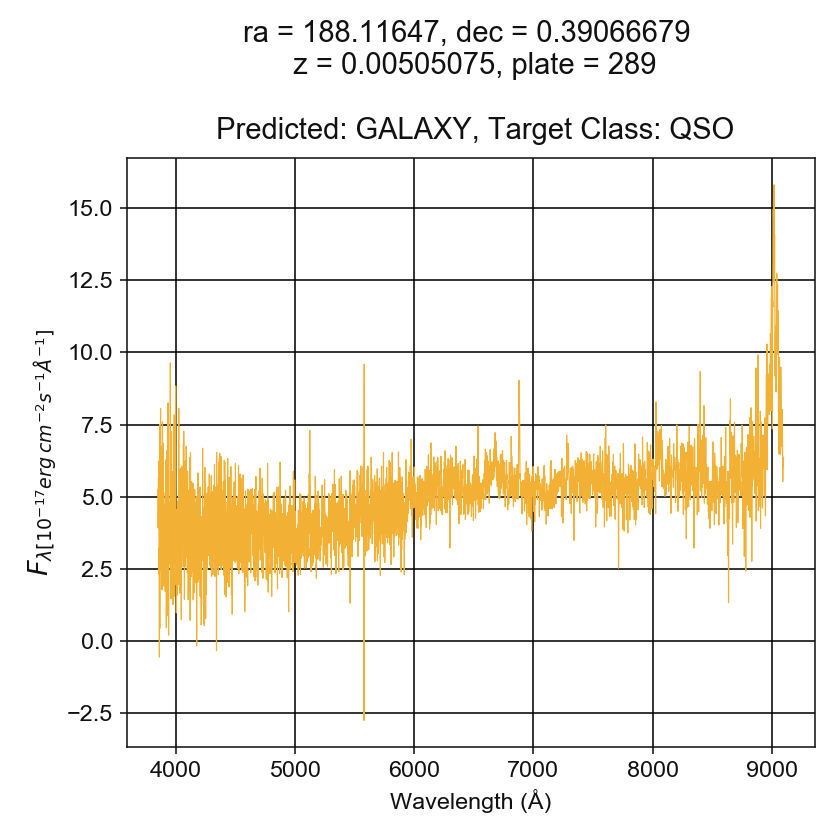 ra = 188.11647, dec = 0.39066679
z = 0.00505075, plate = 289
Predicted: GALAXY, Target Class: QSO
15.0
12.5
10.0
7.5
5.0
2.5
0.0
−2.5
F_{λ[10^{−17} erg cm^{−2}s^{−1}Å^{−1}]}
4000 5000 6000 7000 8000 9000
Wavelength (Å)